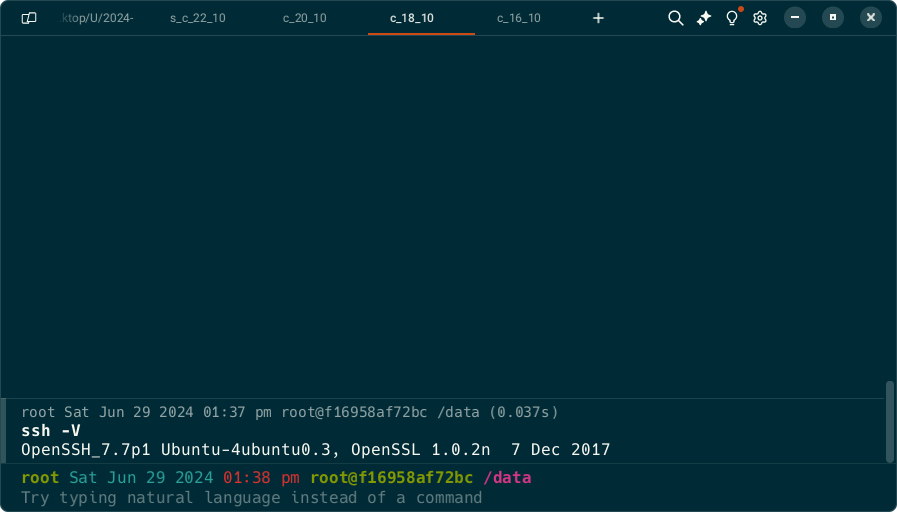 ktop/U/2024-
s_c_22_10
c_20_10
c_18_10
c_16_10
root Sat Jun 29 2024 01:37 pm root@f16958af72bc /data (0.037s)
ssh -V
OpenSSH_7.7p1 Ubuntu-4ubuntu0.3, OpenSSL 1.0.2n  7 Dec 2017
root Sat Jun 29 2024 01:38 pm root@f16958af72bc /data
Try typing natural language instead of a command